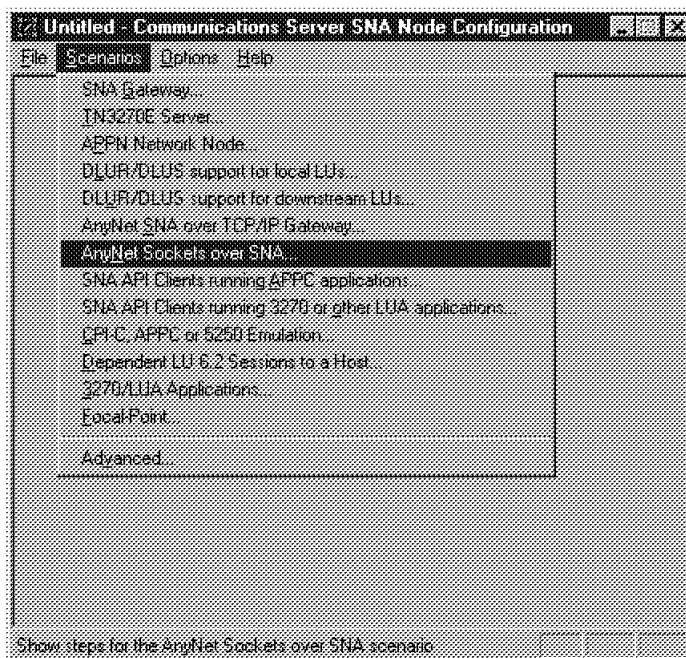 Untitled - Communications Server SNA Node Configuration
File Scenarios Options Help
SNA Gateway...
TN3270E Server...
APPN Network Node...
DLUR/DLUS support for local LUs...
DLUR/DLUS support for downstream LUs...
AnyNet SNA over TCP/IP Gateway...
AnyNet Sockets over SNA...
SNA API Clients running APPC applications...
SNA API Clients running 3270 or other LUA applications...
CPI-C, APPC or 5250 Emulation...
Dependent LU 6.2 Sessions to a Host...
3270/LUA Applications...
Focal-Point...
Advanced...
Show steps for the AnyNet Sockets over SNA scenario